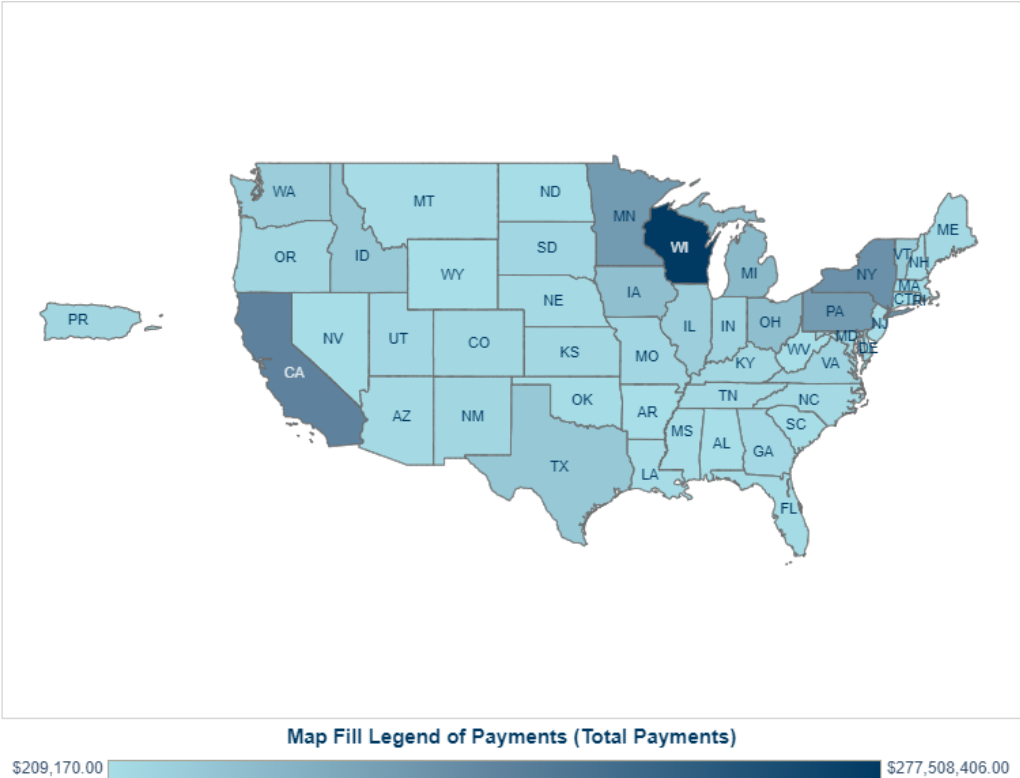 WA
MT
ND
MN
ME
OR
ID
SD
WI
VT
NH
WY
MI
NY
MA
PR
NE
IA
CT
RI
NV
UT
CO
IL
IN
OH
PA
NJ
CA
KS
MO
KY
WV
MD
DE
VA
AZ
NM
OK
AR
TN
NC
TX
MS
AL
GA
SC
LA
FL
Map Fill Legend of Payments (Total Payments)
$209,170.00
$277,508,406.00